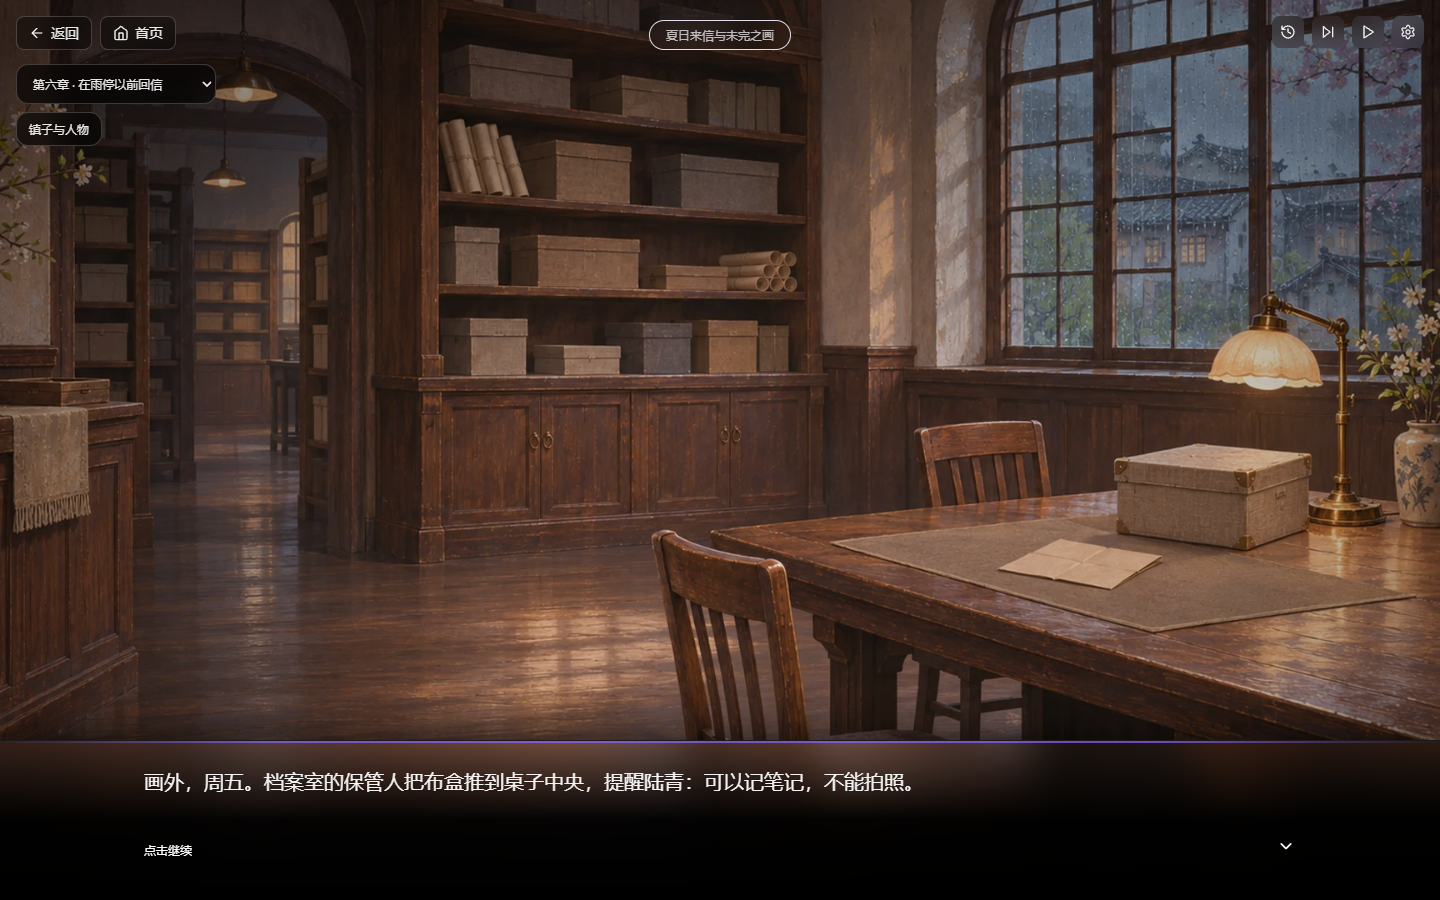 返回
首页
夏日来信与未完之画
第六章 · 在雨停以前回信
镇子与人物
画外，周五。档案室的保管人把布盒推到桌子中央，提醒陆青：可以记笔记，不能拍照。
点击继续